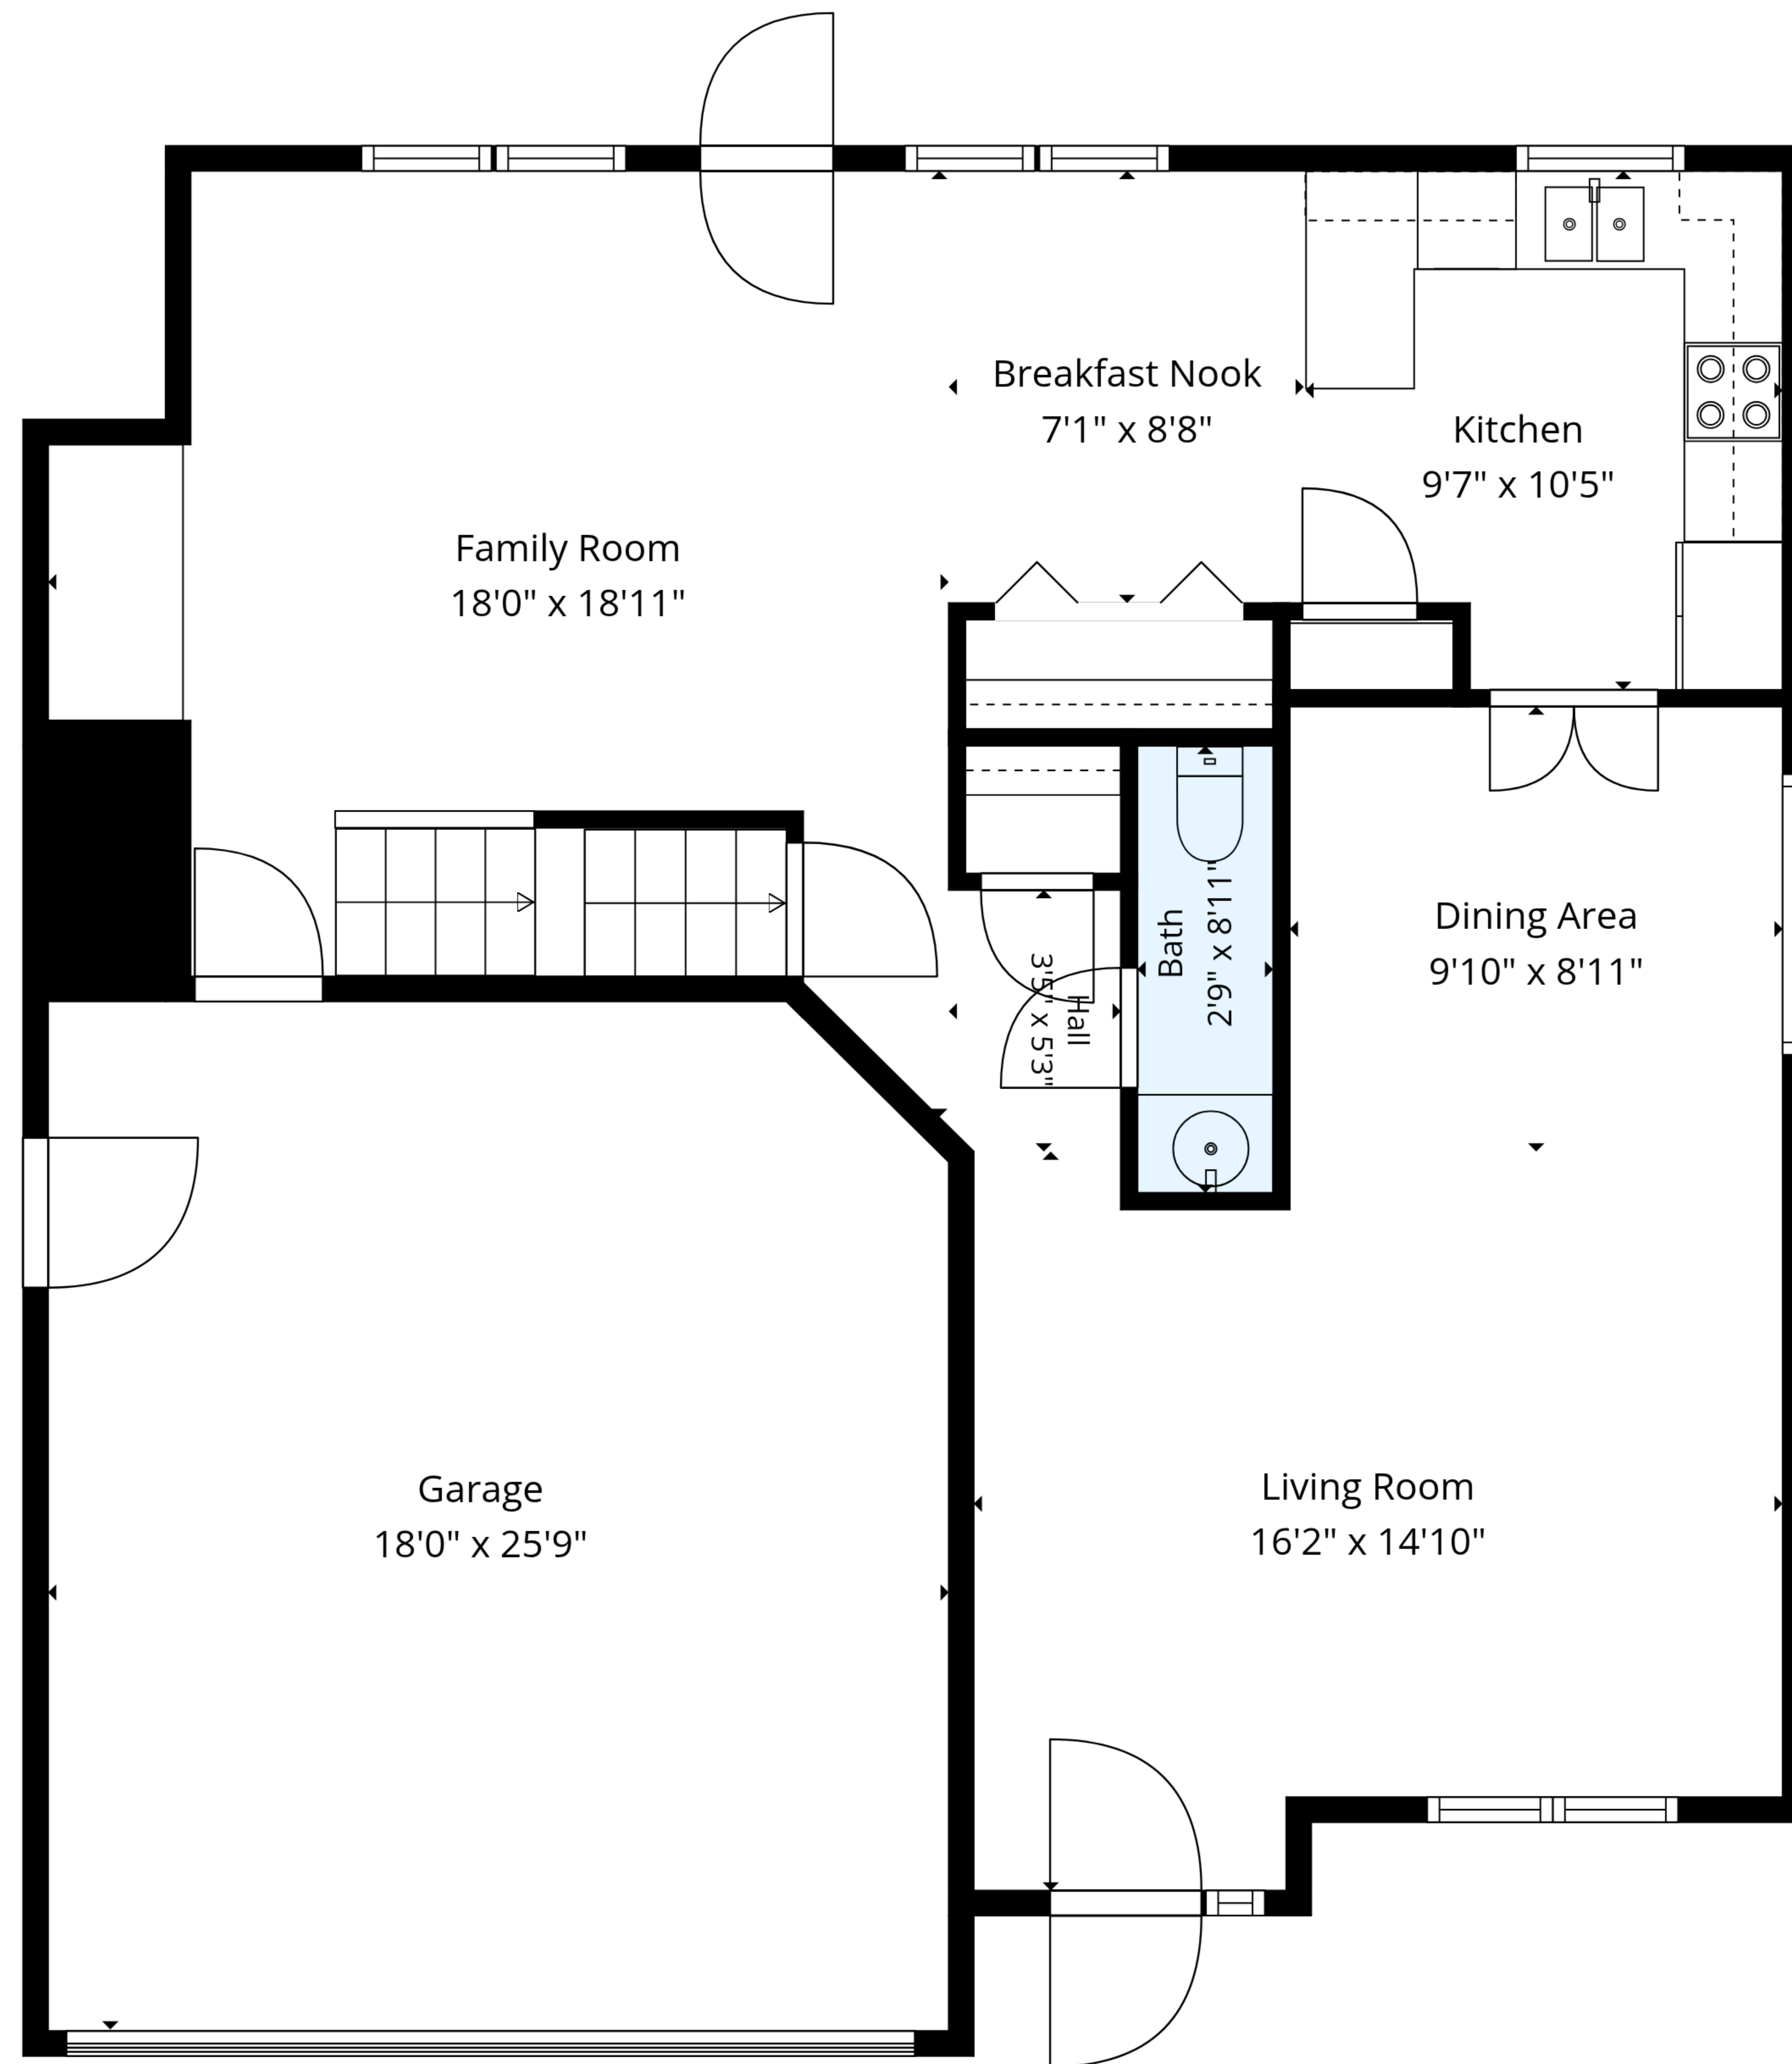 Breakfast Nook
7'1" x 8'8"
Kitchen
9'7" x 10'5"
Family Room
18'0" x 18'11"
Bath
2'9" x 8'11"
Hall
3'5" x 5'3"
Dining Area
9'10" x 8'11"
Garage
18'0" x 25'9"
Living Room
16'2" x 14'10"